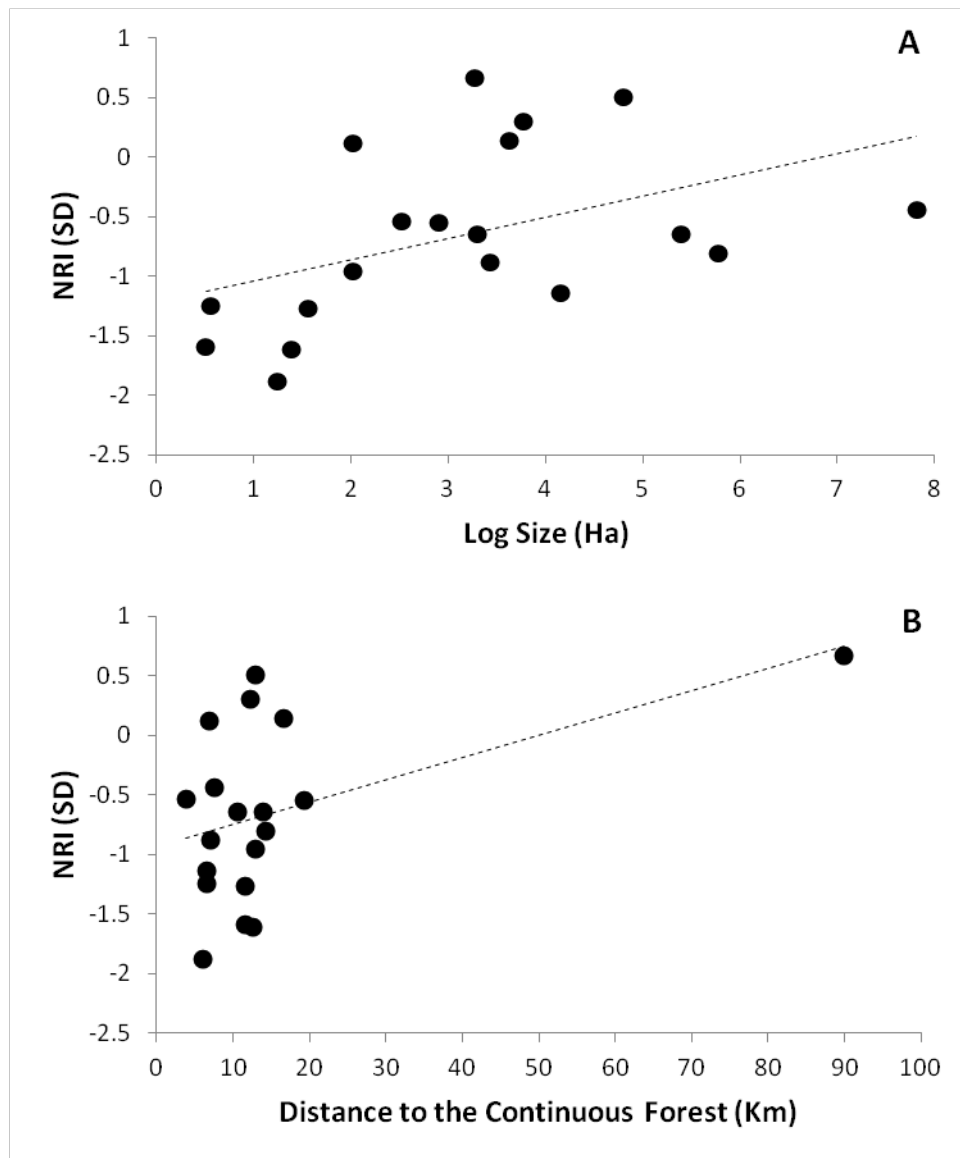 A
1
0.5
0
-0.5
-1
-1.5
-2
-2.5
NRI (SD)
0 1 2 3 4 5 6 7 8
Log Size (Ha)
B
1
0.5
0
-0.5
-1
-1.5
-2
-2.5
NRI (SD)
0 10 20 30 40 50 60 70 80 90 100
Distance to the Continuous Forest (Km)